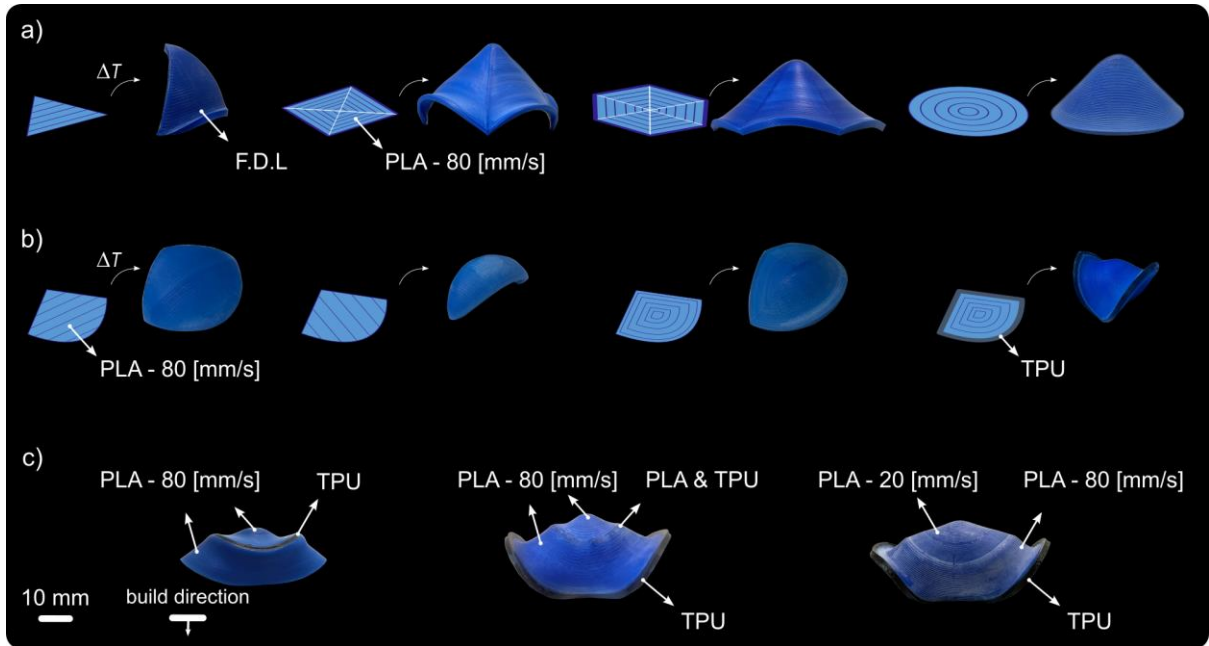 a)
ΔT
F.D.L
PLA - 80 [mm/s]
b)
ΔT
PLA - 80 [mm/s]
TPU
c)
PLA - 80 [mm/s]
TPU
PLA - 80 [mm/s]
PLA & TPU
PLA - 20 [mm/s]
PLA - 80 [mm/s]
10 mm
build direction
TPU
TPU